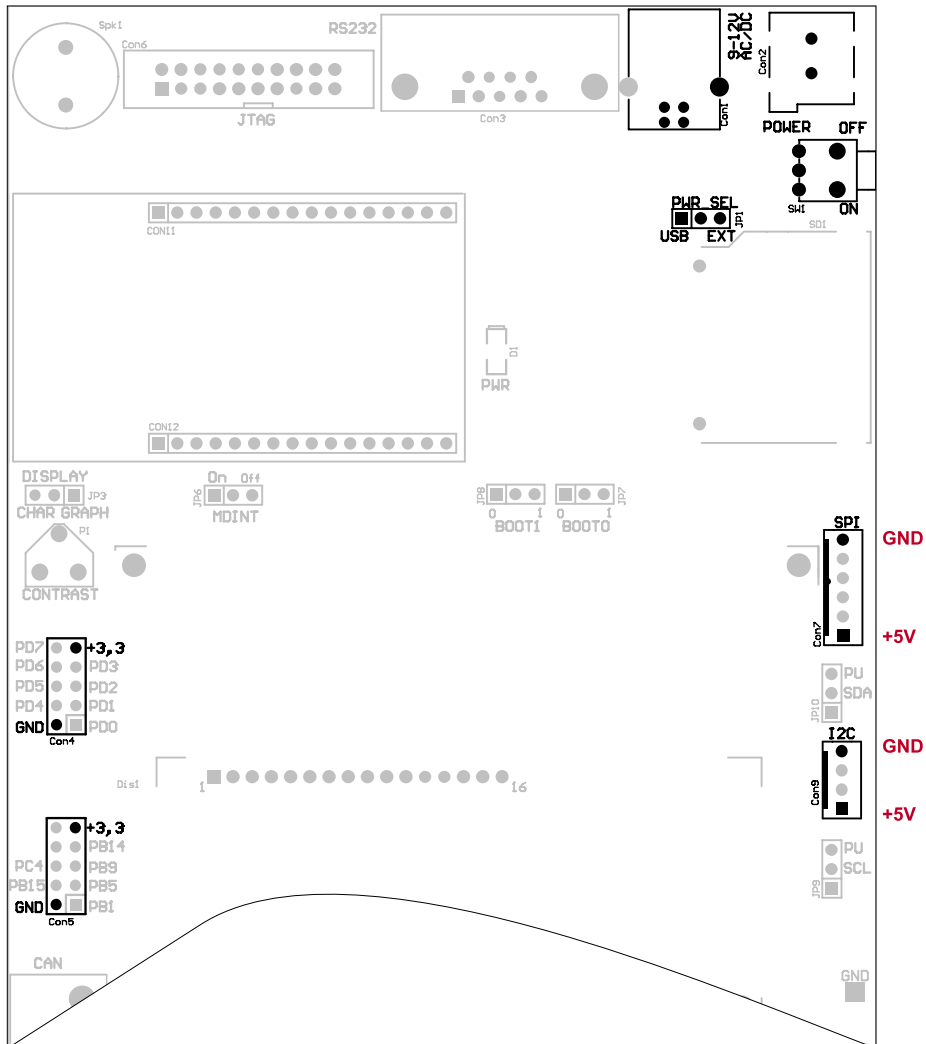 Spk1
Con6
JTAG
RS232
Con3
Con1
9-12V
AC/DC
Con2
POWER OFF
SW1 ON
PWR_SEL
JP1
USB EXT
SD1
CON11
D1
PWR
CON12
DISPLAY
JP3
CHAR GRAPH
On Off
JP6
MDINT
JP8
0 1
BOOT1
JP7
0 1
BOOT0
P1
CONTRAST
SPI
GND
Con7
+5V
PD7 +3,3
PD6 PD3
PD5 PD2
PD4 PD1
GND PD0
Con4
PU
SDA
JP10
I2C
GND
Con9
+5V
Dis1
1 16
+3,3
PB14
PC4 PB9
PB15 PB5
GND PB1
Con5
PU
SCL
JP9
CAN
GND